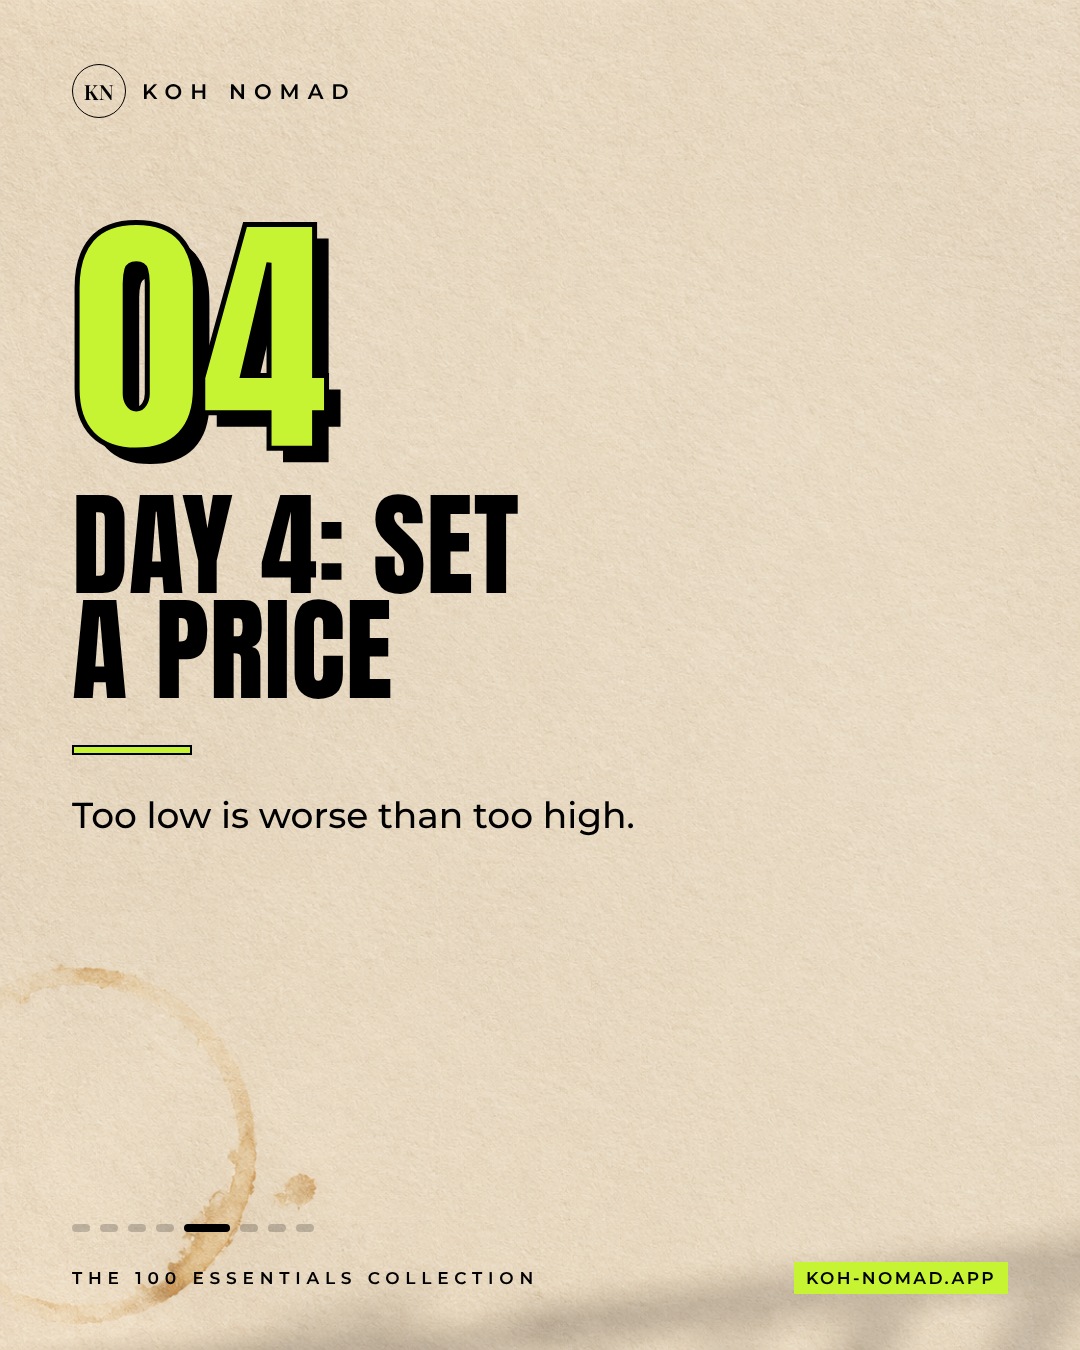 KN KOH NOMAD
04
DAY 4: SET
A PRICE
Too low is worse than too high.
THE 100 ESSENTIALS COLLECTION
KOH-NOMAD.APP